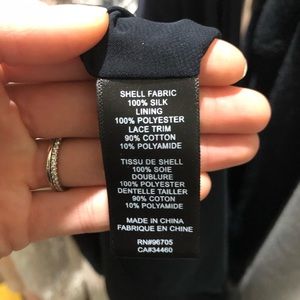 SHELL FABRIC
100% SILK
LINING
100% POLYESTER
LACE TRIM
90% COTTON
10% POLYAMIDE
TISSU DE SHELL
100% SOIE
DOUBLURE
100% POLYESTER
DENTELLE TAILLER
90% COTON
10% POLYAMIDE
MADE IN CHINA
FABRIQUE EN CHINE
RN#96705
CA#34460